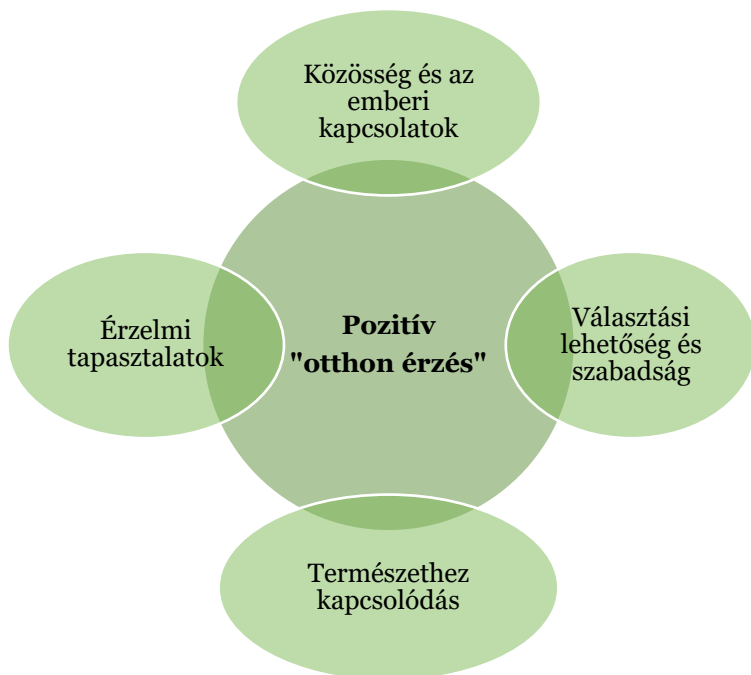 Közösség és az
emberi
kapcsolatok
Érzelmi
tapasztalatok
Pozitív
"otthon érzés"
Választási
lehetőség és
szabadság
Természethez
kapcsolódás